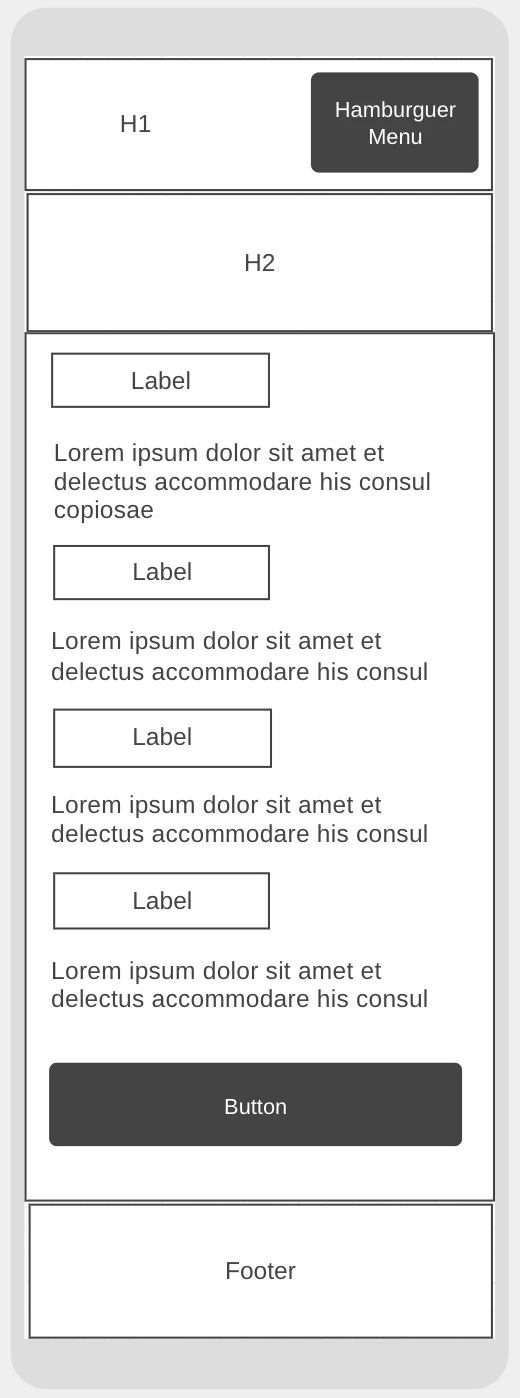 H1
Hamburguer
Menu
H2
Label
Lorem ipsum dolor sit amet et
delectus accommodare his consul
copiosae
Label
Lorem ipsum dolor sit amet et
delectus accommodare his consul
Label
Lorem ipsum dolor sit amet et
delectus accommodare his consul
Label
Lorem ipsum dolor sit amet et
delectus accommodare his consul
Button
Footer